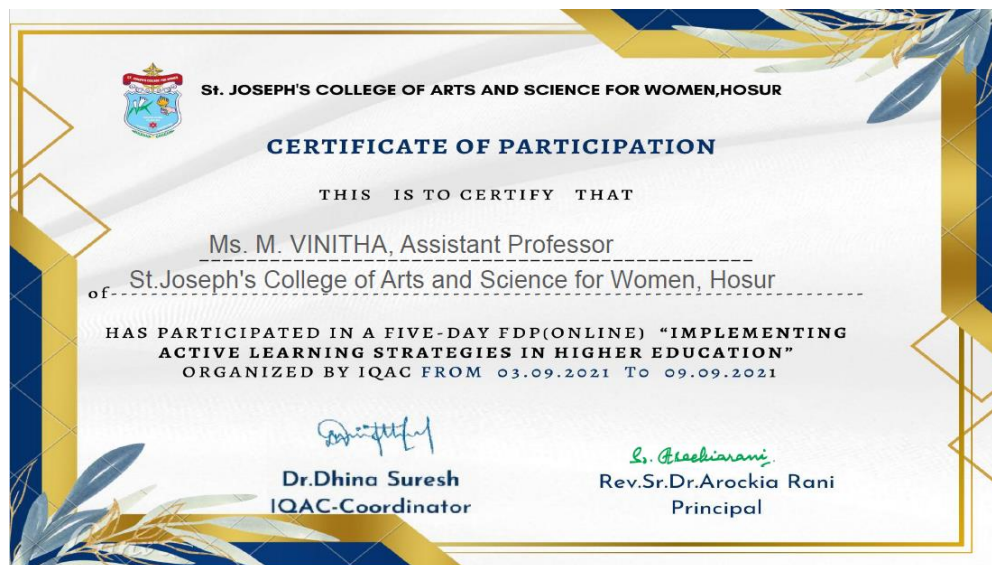 St. JOSEPH'S COLLEGE OF ARTS AND SCIENCE FOR WOMEN,HOSUR
CERTIFICATE OF PARTICIPATION
THIS IS TO CERTIFY THAT
Ms. M. VINITHA, Assistant Professor
of St.Joseph's College of Arts and Science for Women, Hosur
HAS PARTICIPATED IN A FIVE-DAY FDP(ONLINE) “IMPLEMENTING
ACTIVE LEARNING STRATEGIES IN HIGHER EDUCATION”
ORGANIZED BY IQAC FROM 03.09.2021 TO 09.09.2021
Dr.Dhina Suresh
IQAC-Coordinator
Rev.Sr.Dr.Arockia Rani
Principal